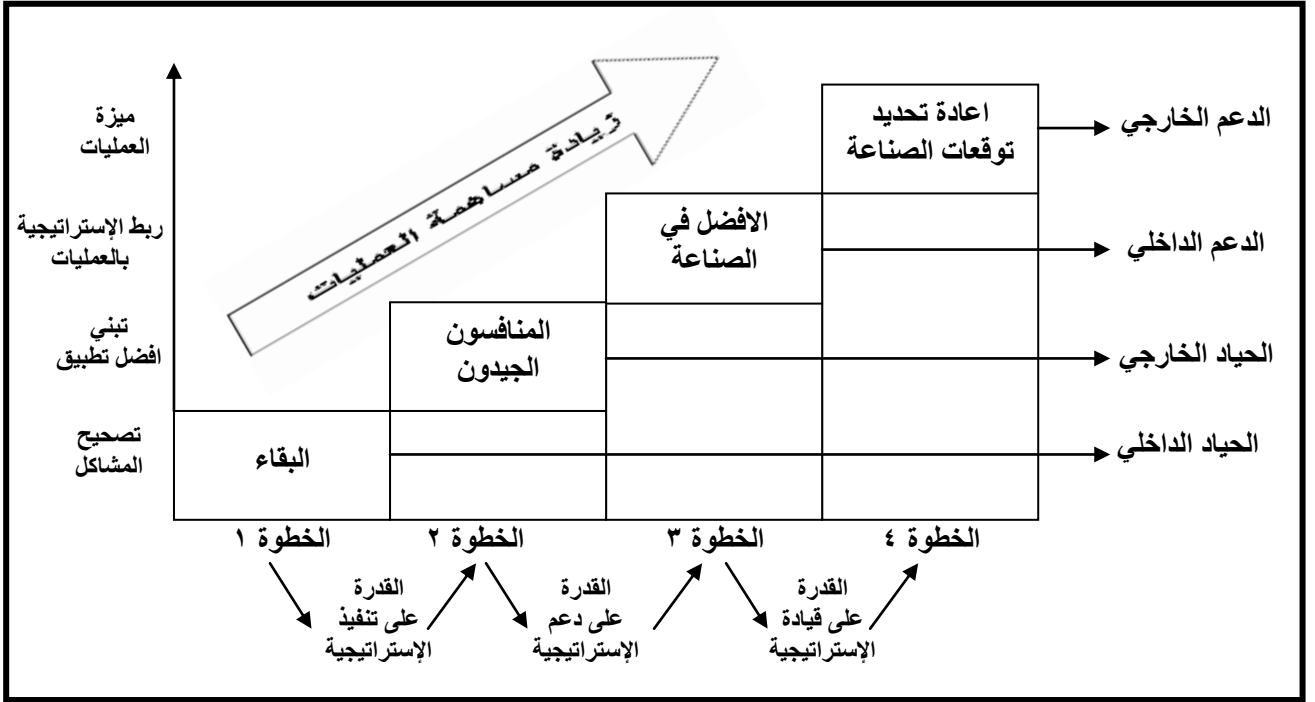 ميزة
العمليات
ربط الإستراتيجية
بالعمليات
تبني
افضل تطبيق
تصحيح
المشاكل
زيادة مساهمة العمليات
اعادة تحديد
توقعات الصناعة
الافضل في
الصناعة
المنافسون
الجيدون
البقاء
الدعم الخارجي
الدعم الداخلي
الحياد الخارجي
الحياد الداخلي
الخطوة ١
الخطوة ٢
الخطوة ٣
الخطوة ٤
القدرة
على تنفيذ
الإستراتيجية
القدرة
على دعم
الإستراتيجية
القدرة
على قيادة
الإستراتيجية